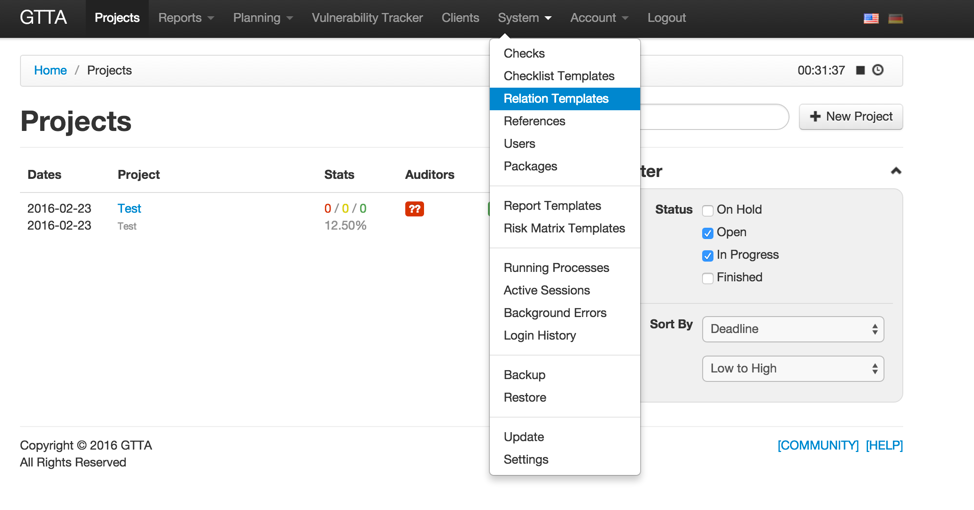 GTTA Projects Reports Planning Vulnerability Tracker Clients System Account Logout
Home / Projects
00:31:37
Projects
New Project
Checks
Checklist Templates
Relation Templates
References
Users
Packages
Report Templates
Risk Matrix Templates
Running Processes
Active Sessions
Background Errors
Login History
Backup
Restore
Update
Settings
Dates Project Stats Auditors
2016-02-23 Test 0 / 0 / 0 ??
2016-02-23 Test 12.50%
ter
Status On Hold
Open
In Progress
Finished
Sort By Deadline
Low to High
Copyright © 2016 GTTA
All Rights Reserved
[COMMUNITY] [HELP]